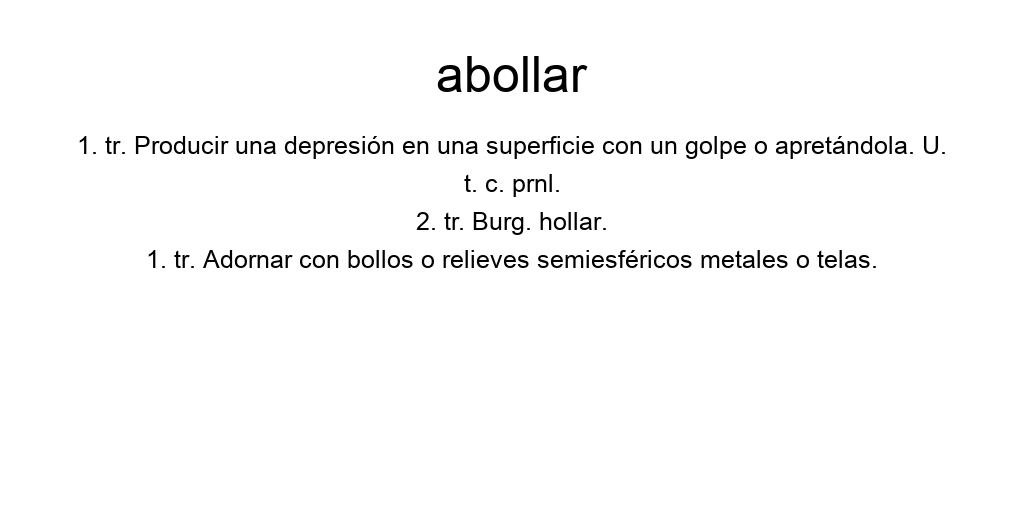 abollar
1. tr. Producir una depresión en una superficie con un golpe o apretándola. U.
t. c. prnl.
2. tr. Burg. hollar.
1. tr. Adornar con bollos o relieves semiesféricos metales o telas.